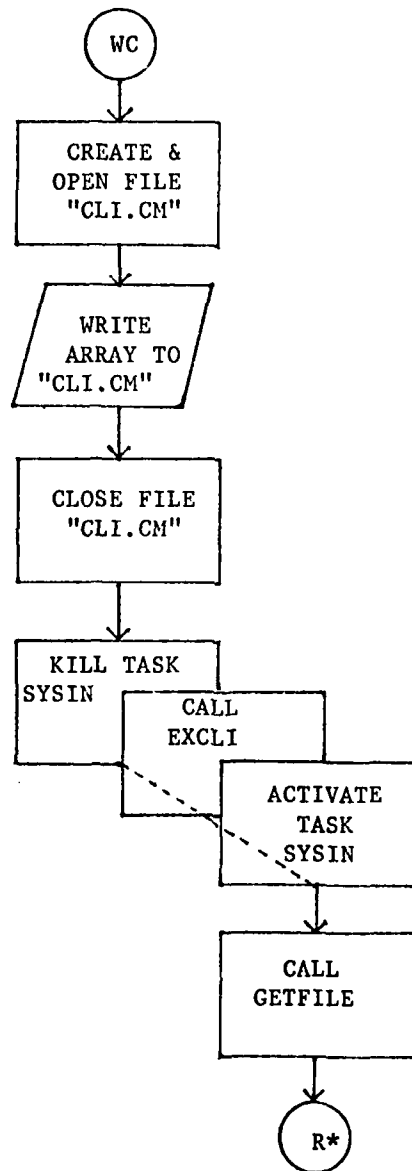 WC
CREATE &
OPEN FILE
"CLI.CM"
WRITE
ARRAY TO
"CLI.CM"
CLOSE FILE
"CLI.CM"
KILL TASK
SYSIN
CALL
EXCLI
ACTIVATE
TASK
SYSIN
CALL
GETFILE
R*